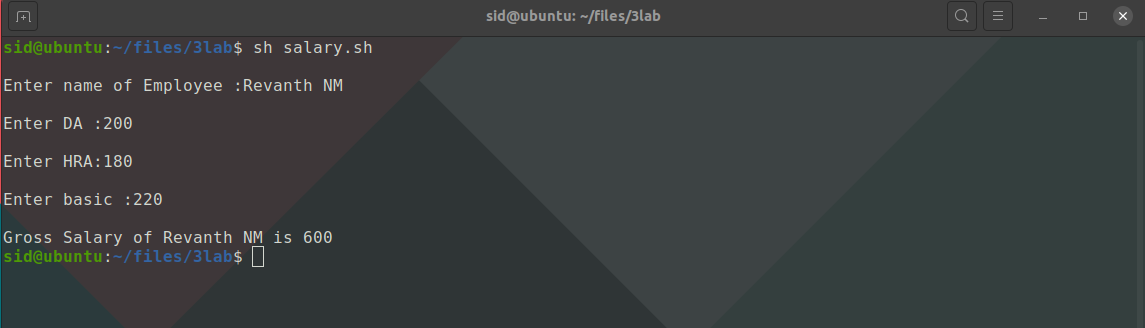 sid@ubuntu: ~/files/3lab
sid@ubuntu:~/files/3lab$ sh salary.sh
Enter name of Employee :Revanth NM
Enter DA :200
Enter HRA:180
Enter basic :220
Gross Salary of Revanth NM is 600
sid@ubuntu:~/files/3lab$